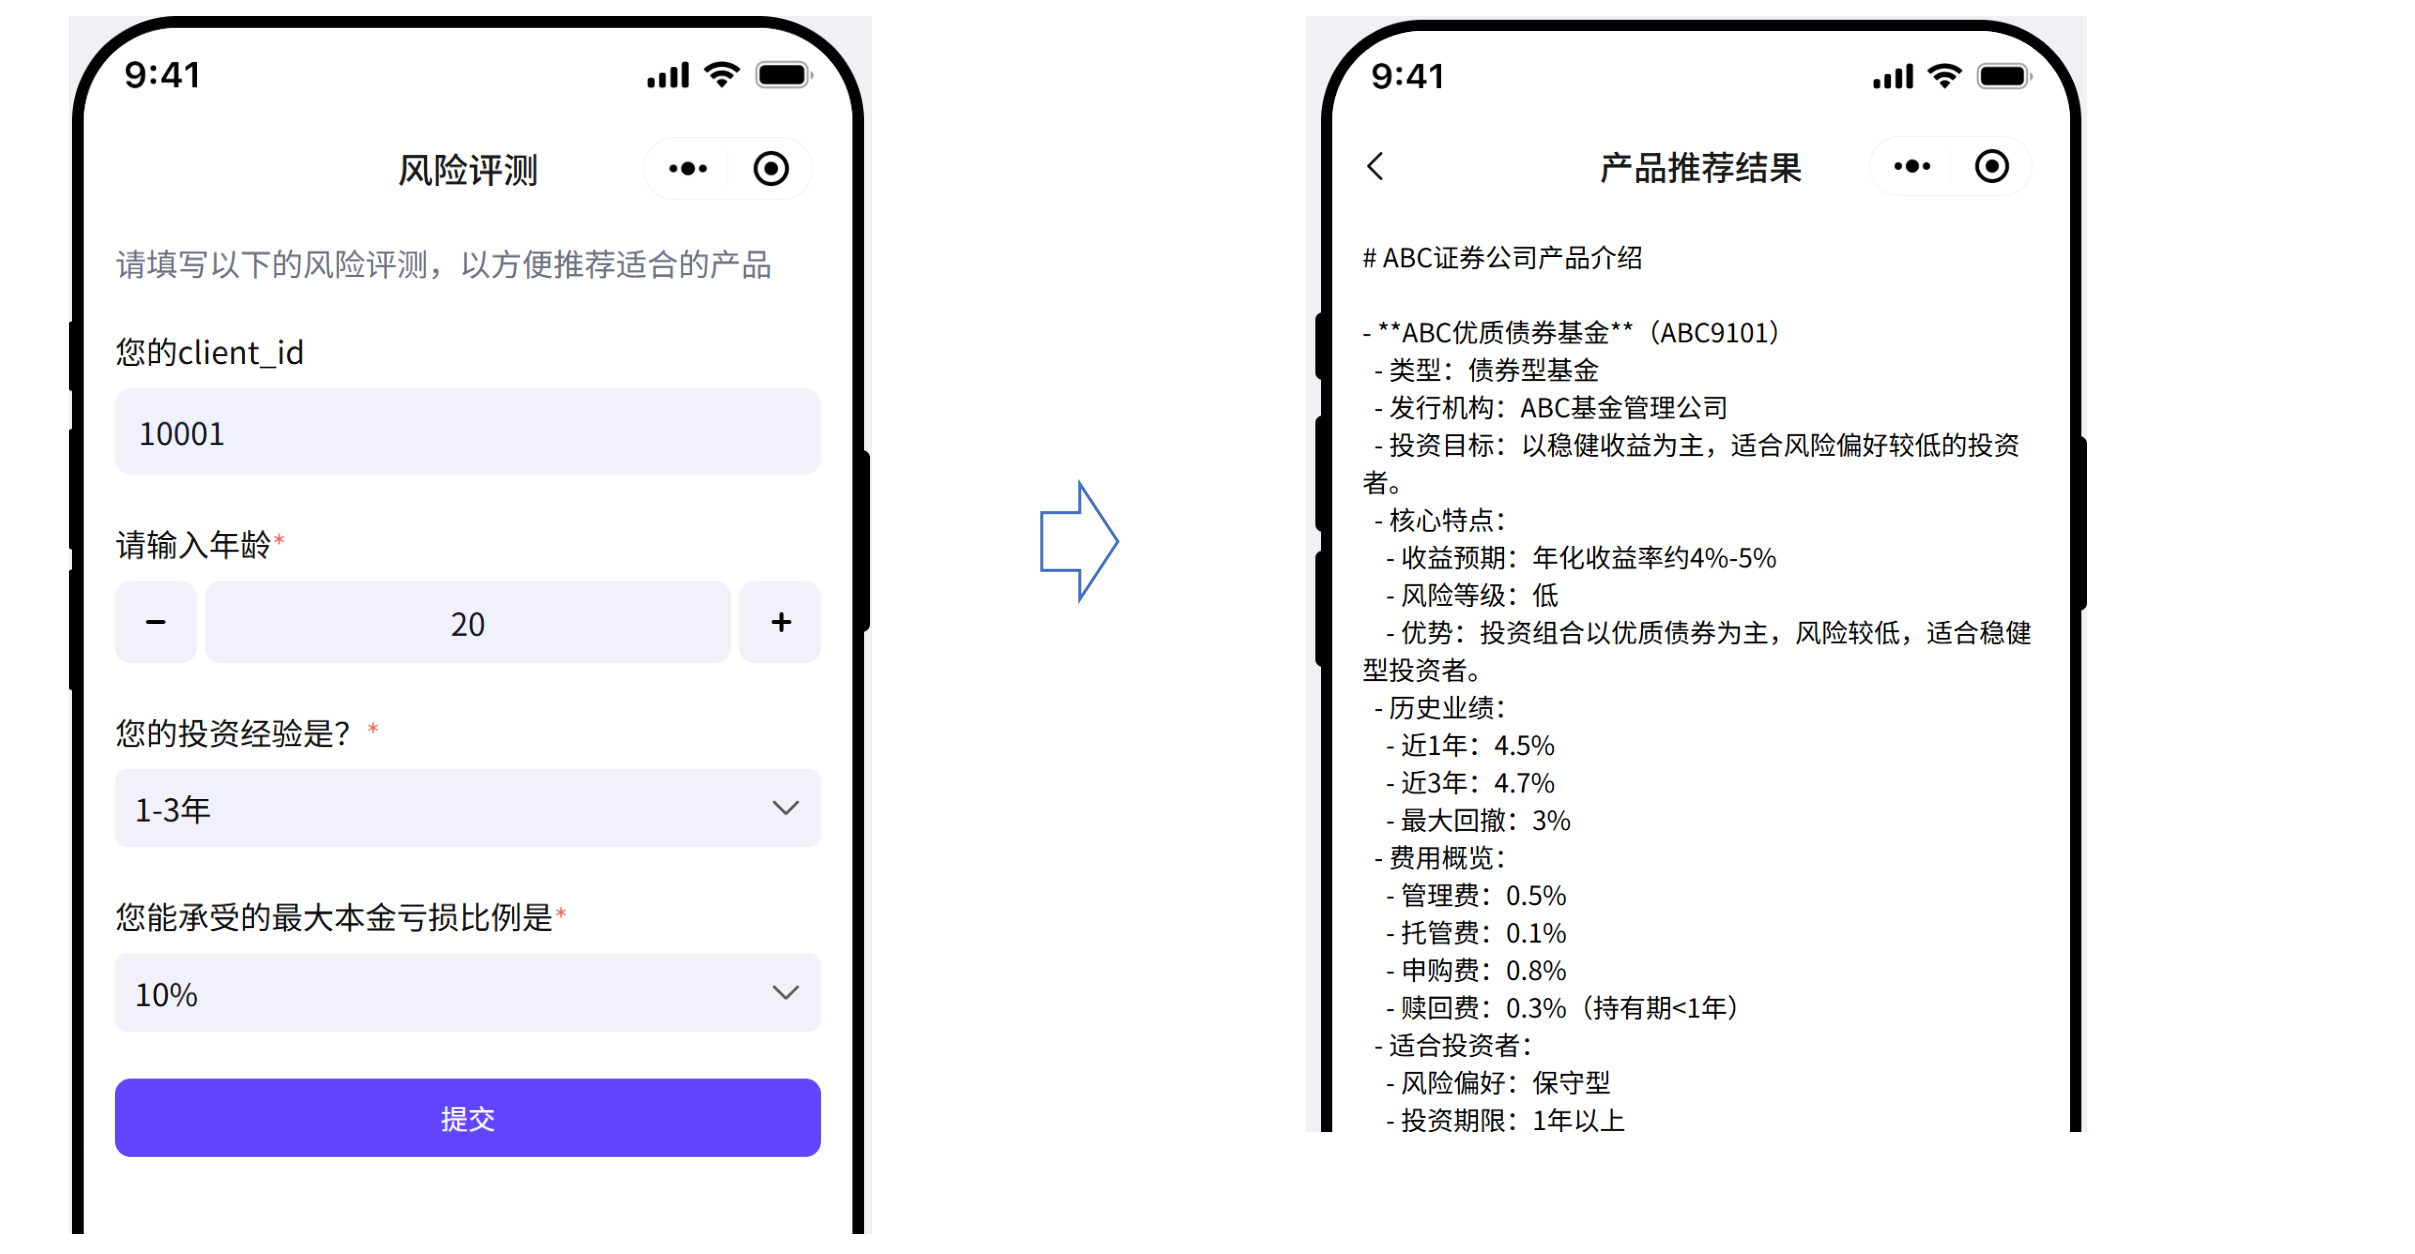 9:41
风险评测
请填写以下的风险评测，以方便推荐适合的产品
您的client_id
10001
请输入年龄*
20
您的投资经验是？*
1-3年
您能承受的最大本金亏损比例是*
10%
提交
9:41
产品推荐结果
# ABC证券公司产品介绍
- **ABC优质债券基金**（ABC9101）
- 类型：债券型基金
- 发行机构：ABC基金管理公司
- 投资目标：以稳健收益为主，适合风险偏好较低的投资
者。
- 核心特点：
- 收益预期：年化收益率约4%-5%
- 风险等级：低
- 优势：投资组合以优质债券为主，风险较低，适合稳健
型投资者。
- 历史业绩：
- 近1年：4.5%
- 近3年：4.7%
- 最大回撤：3%
- 费用概览：
- 管理费：0.5%
- 托管费：0.1%
- 申购费：0.8%
- 赎回费：0.3%（持有期<1年）
- 适合投资者：
- 风险偏好：保守型
- 投资期限：1年以上